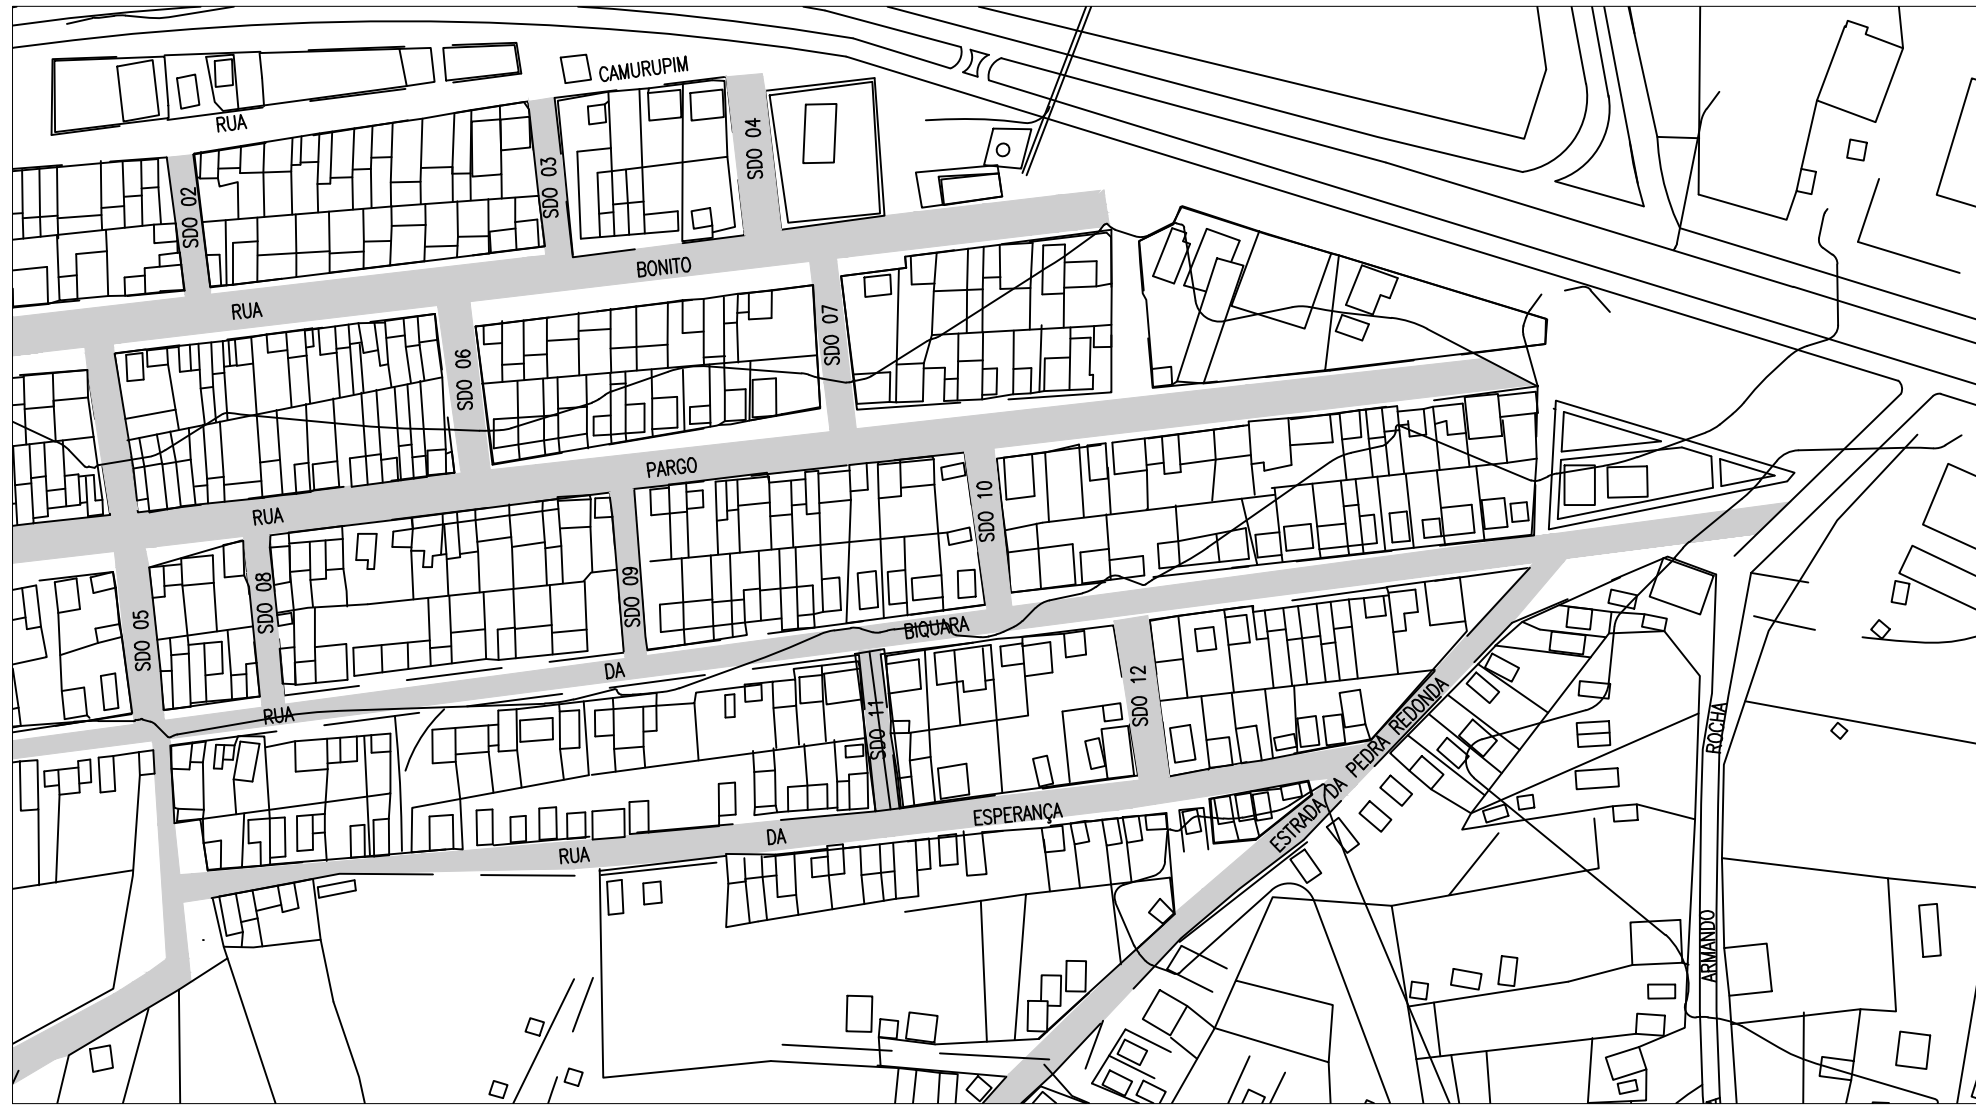 RUA CAMURUPIM
SDO 02
SDO 03
SDO 04
RUA BONITO
SDO 06
SDO 07
RUA PARGO
SDO 05
SDO 08
SDO 09
SDO 10
RUA DA BIQUARA
SDO 11
SDO 12
RUA DA ESPERANÇA
ESTRADA DA PEDRA REDONDA
ARMANDO ROCHA